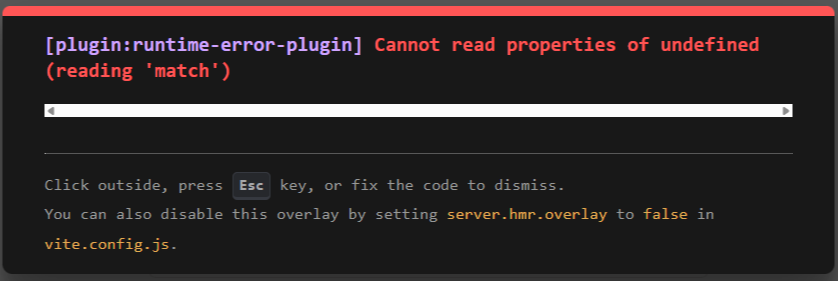 [plugin:runtime-error-plugin] Cannot read properties of undefined
(reading 'match')
Click outside, press Esc key, or fix the code to dismiss.
You can also disable this overlay by setting server.hmr.overlay to false in
vite.config.js.